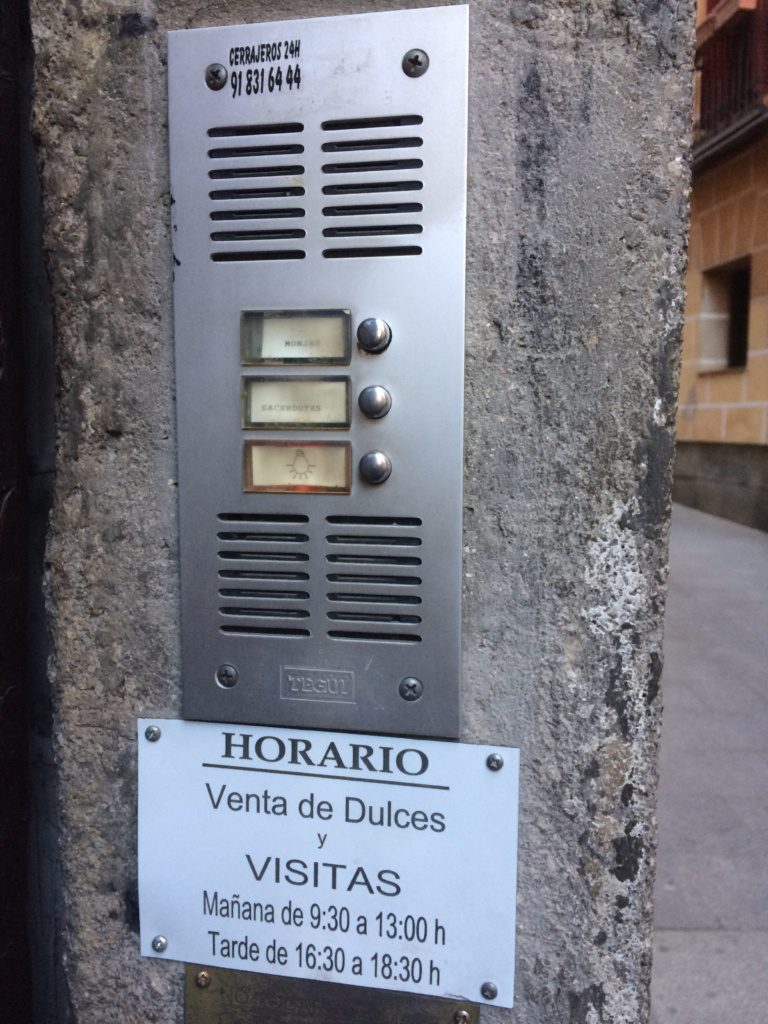 CERRAJEROS 24H
91 831 64 44
MONJAS
SACERDOTES
TEGUI
HORARIO
Venta de Dulces
y
VISITAS
Mañana de 9:30 a 13:00 h
Tarde de 16:30 a 18:30 h